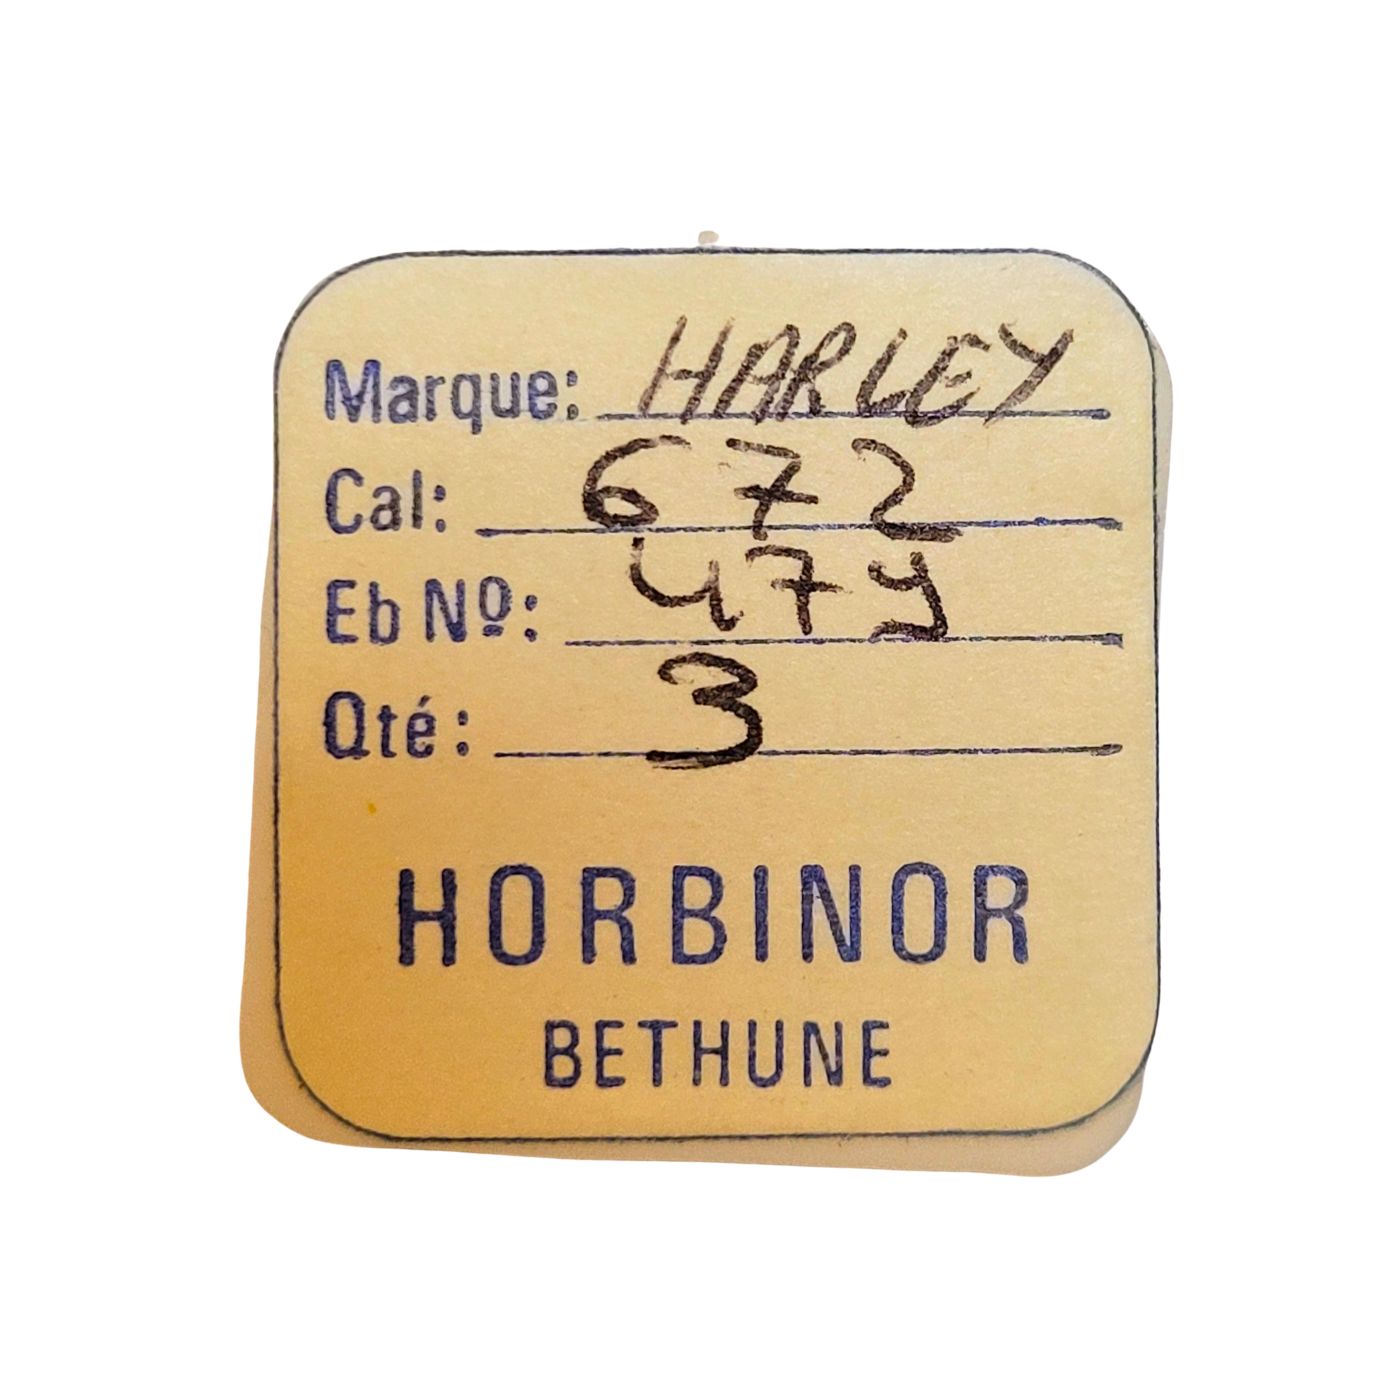 Marque: HARLEY
Cal: 672
Eb Nº: 479
Qté: 3
HORBINOR
BETHUNE